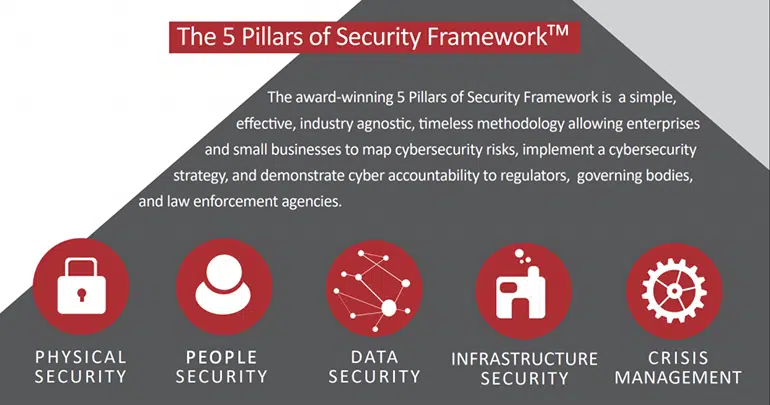 The 5 Pillars of Security Framework™
The award-winning 5 Pillars of Security Framework is a simple,
effective, industry agnostic, timeless methodology allowing enterprises
and small businesses to map cybersecurity risks, implement a cybersecurity
strategy, and demonstrate cyber accountability to regulators, governing bodies,
and law enforcement agencies.
PHYSICAL
SECURITY
PEOPLE
SECURITY
DATA
SECURITY
INFRASTRUCTURE
SECURITY
CRISIS
MANAGEMENT